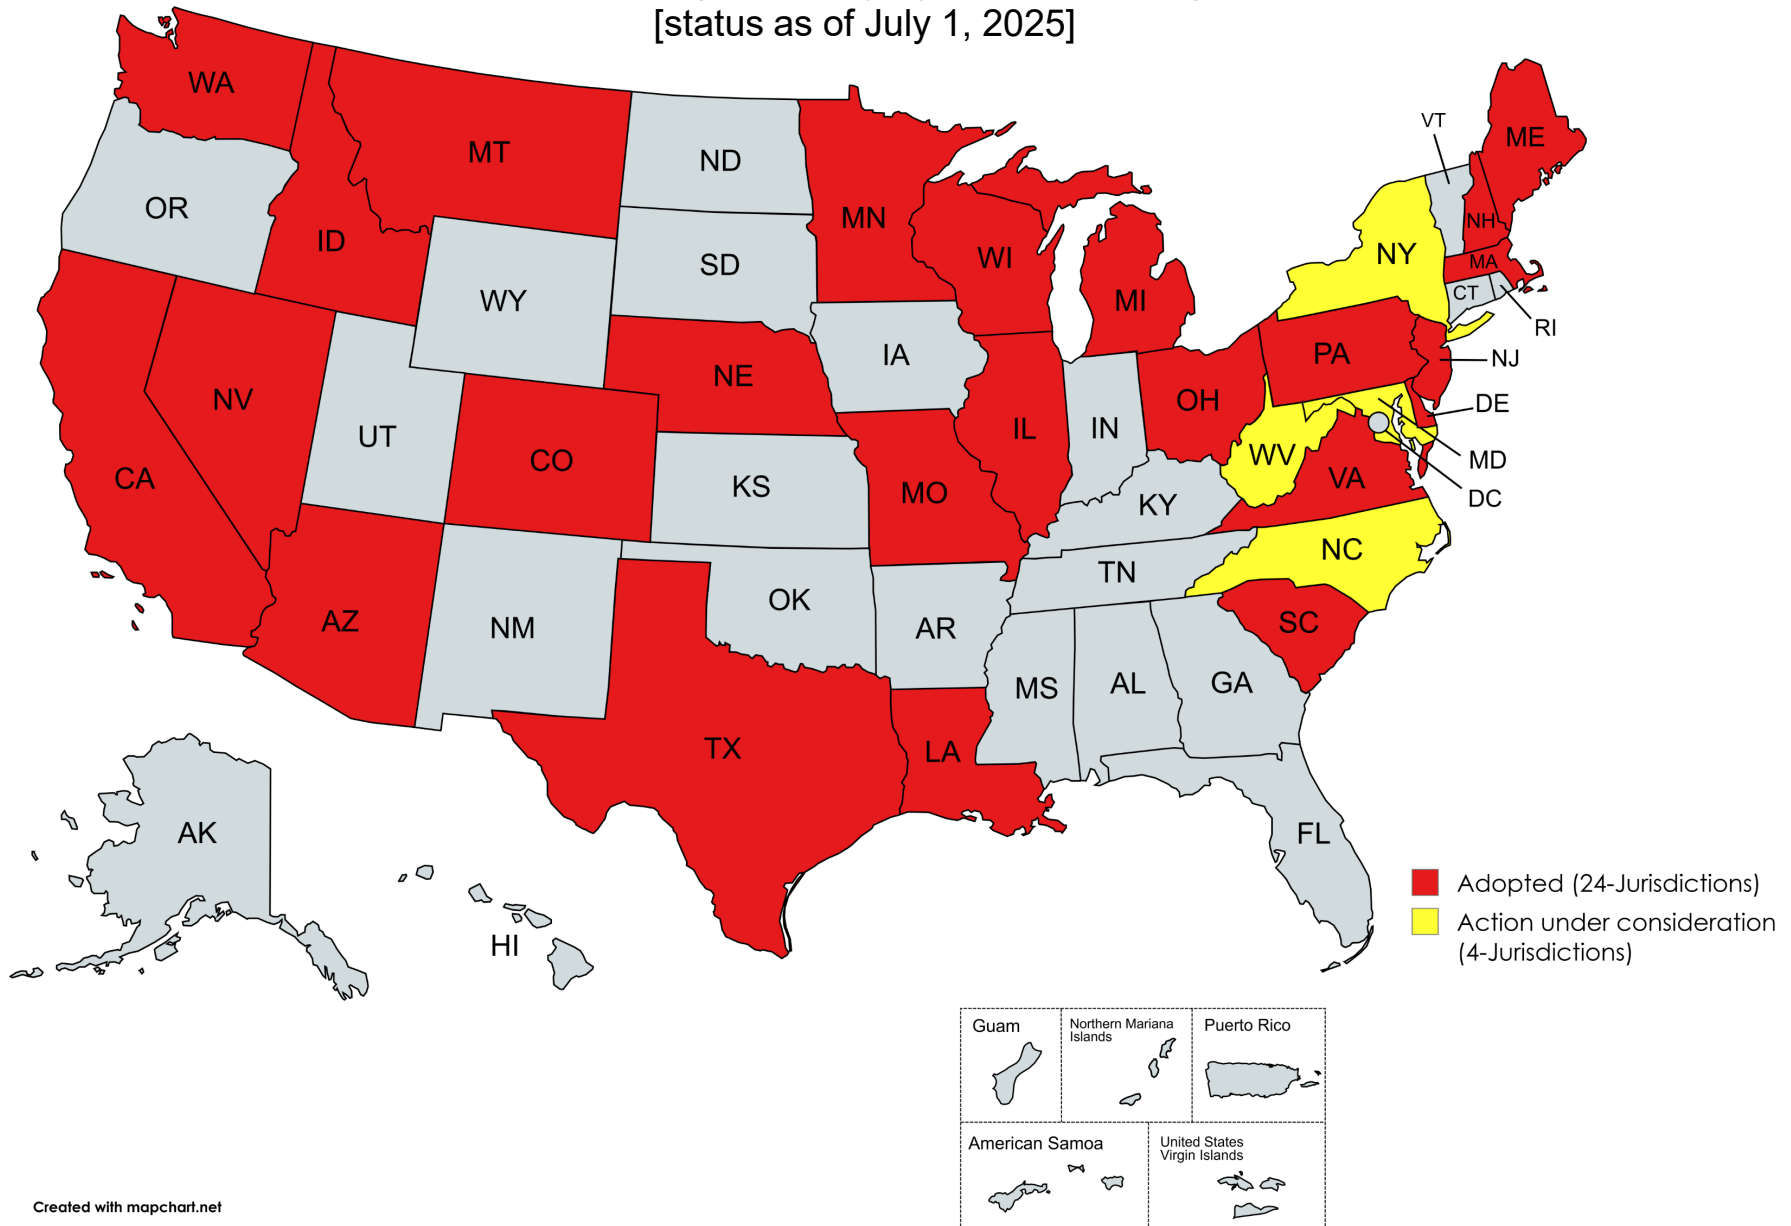 [status as of July 1, 2025]
WA
MT
ND
MN
VT
ME
OR
ID
SD
WI
MI
NY
NH
MA
CT
RI
WY
IA
NE
PA
NJ
NV
UT
CO
IL
IN
OH
DE
MD
DC
CA
KS
MO
WV
VA
KY
NC
AZ
NM
OK
TN
AR
SC
MS
AL
GA
TX
LA
AK
FL
HI
Adopted (24-Jurisdictions)
Action under consideration
(4-Jurisdictions)
Guam
Northern Mariana
Islands
Puerto Rico
American Samoa
United States
Virgin Islands
Created with mapchart.net